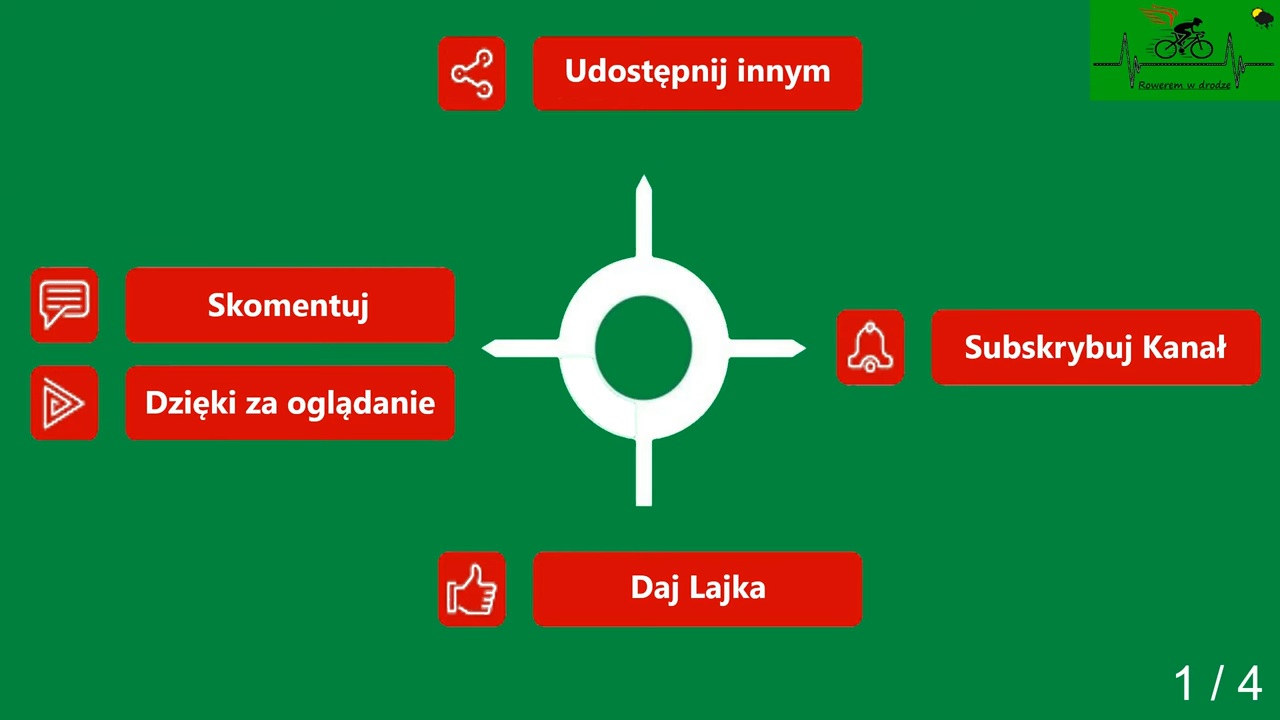 Udostępnij innym
Rowerem w drodze
Skomentuj
Dzięki za oglądanie
Subskrybuj Kanał
Daj Lajka
1 / 4